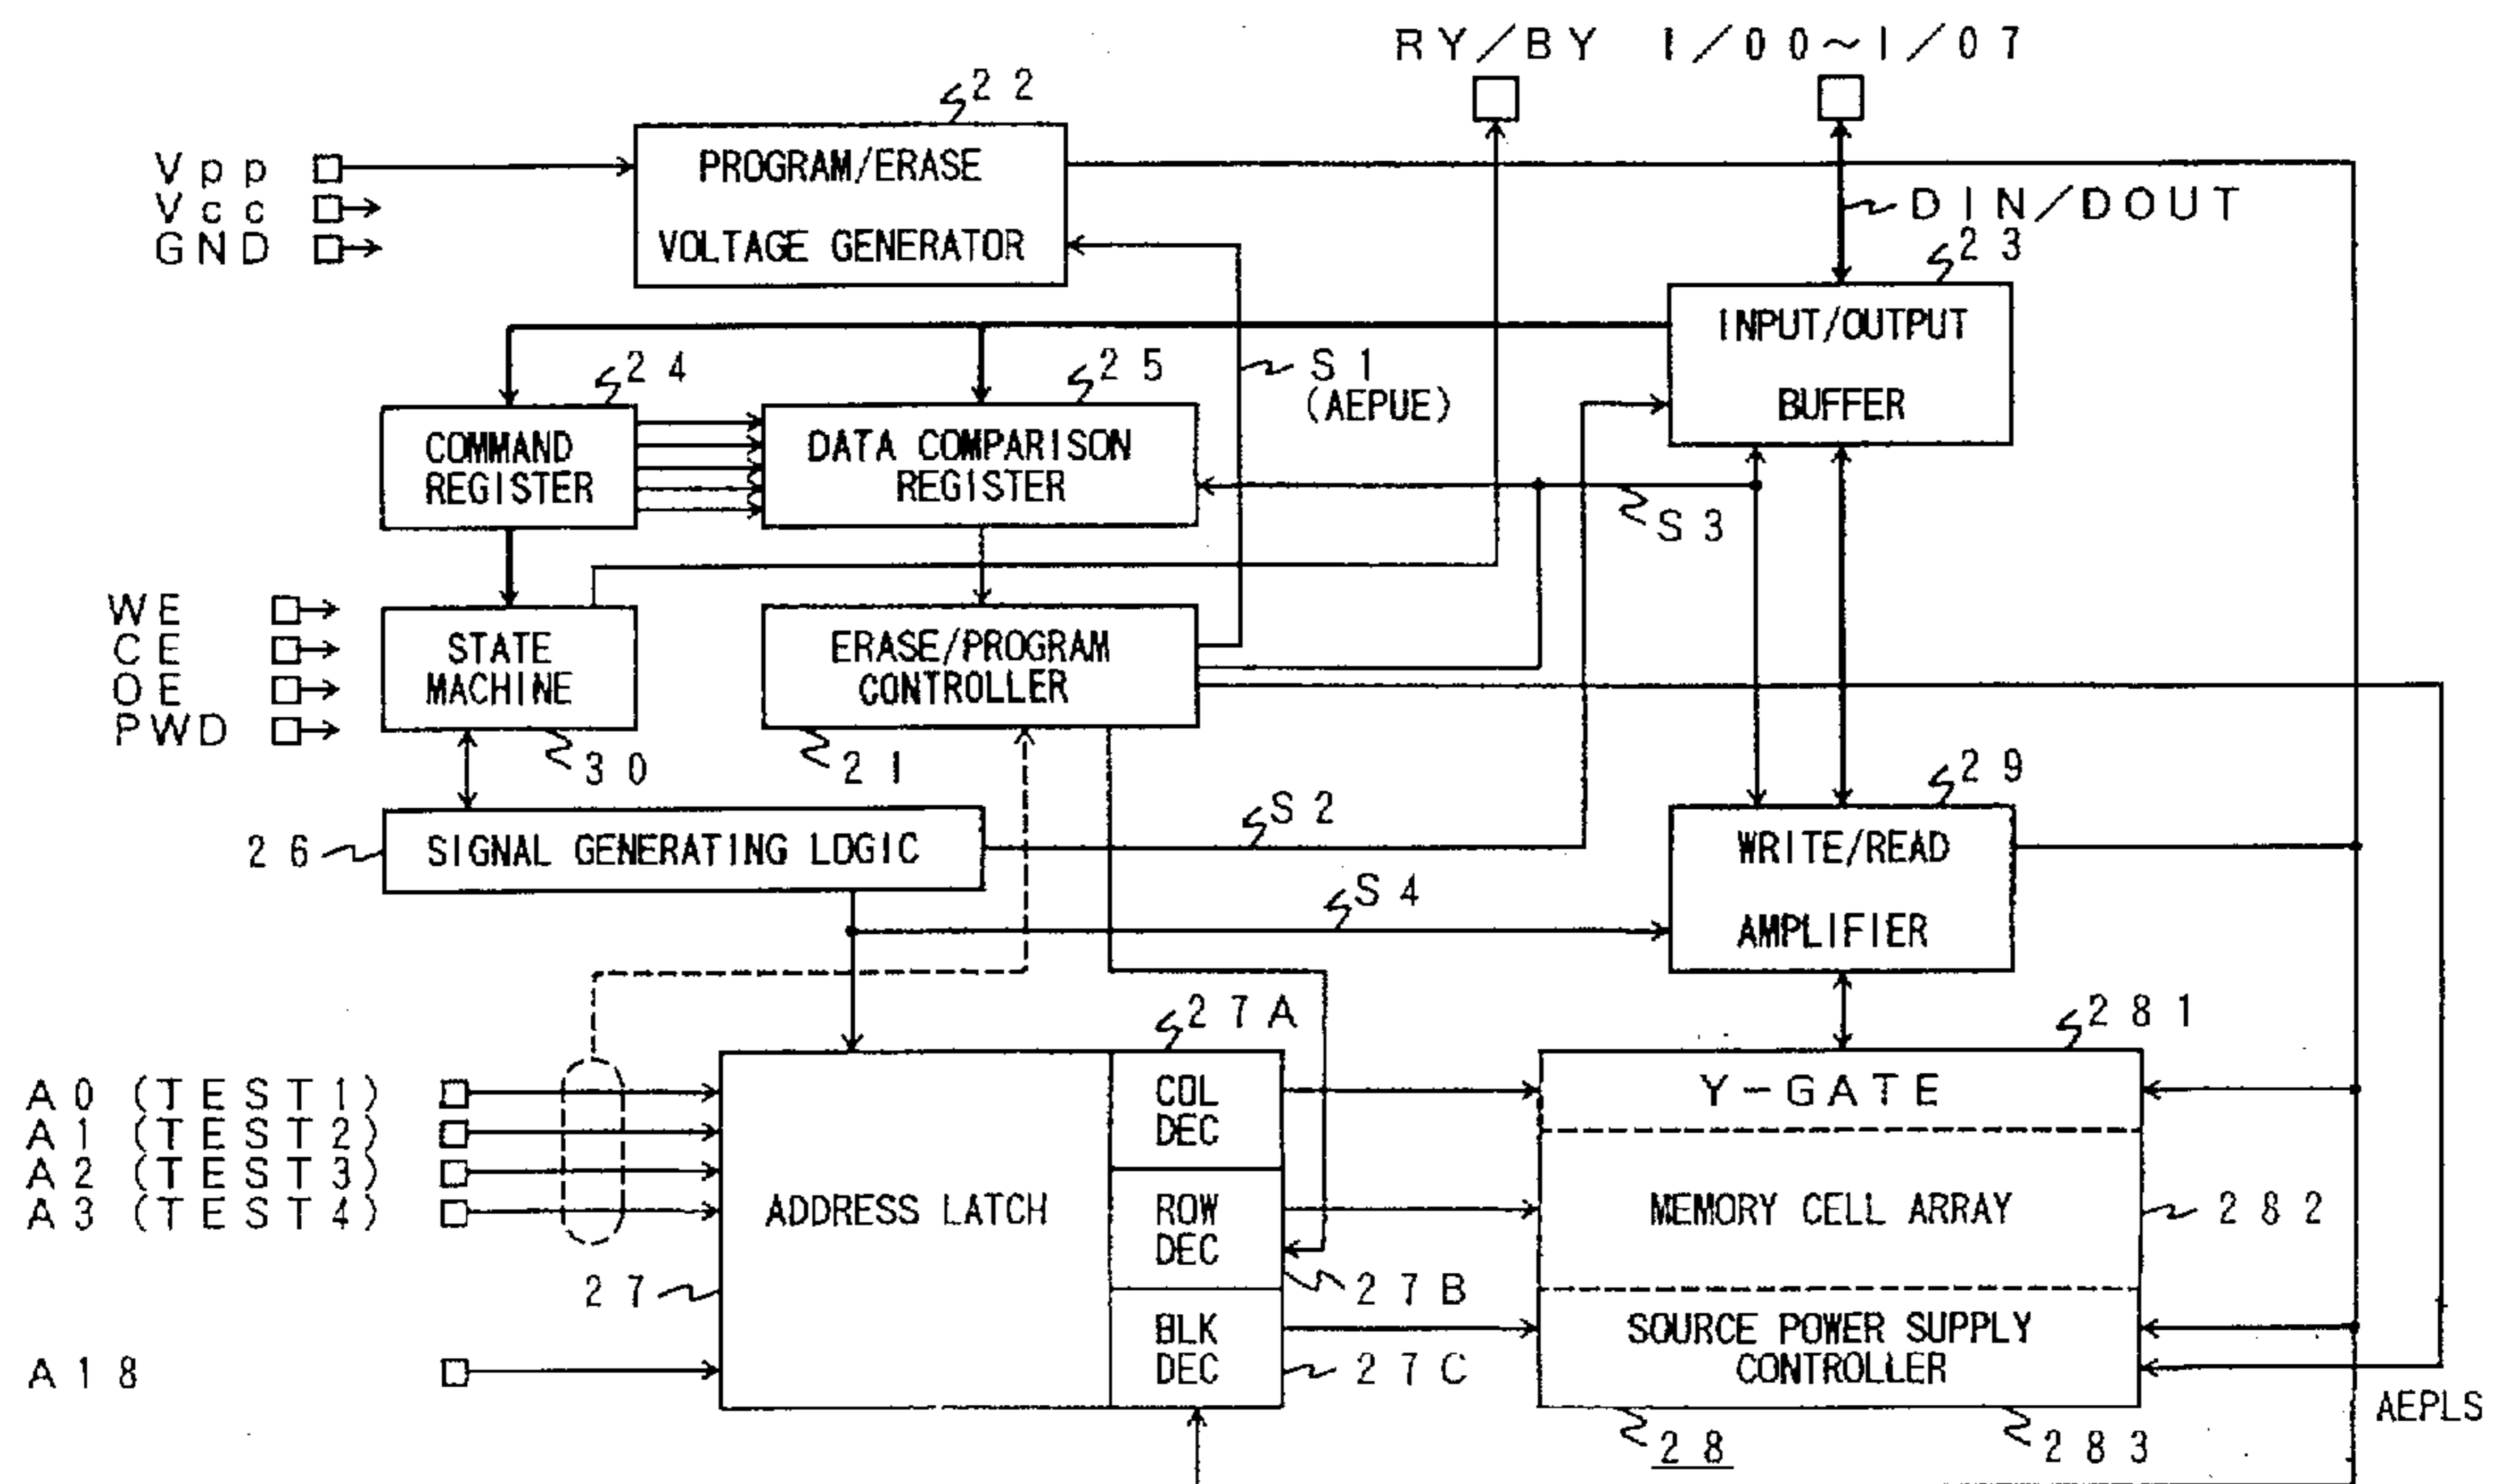 RY/BY I/O0~I/O7
22
Vpp
Vcc
GND
PROGRAM/ERASE
VOLTAGE GENERATOR
DIN/DOUT
23
INPUT/OUTPUT
BUFFER
24
25
S1
(AEPUE)
COMMAND
REGISTER
DATA COMPARISON
REGISTER
S3
WE
CE
OE
PWD
STATE
MACHINE
ERASE/PROGRAM
CONTROLLER
30
21
29
26
SIGNAL GENERATING LOGIC
S2
WRITE/READ
AMPLIFIER
S4
27A
281
A0 (TEST1)
A1 (TEST2)
A2 (TEST3)
A3 (TEST4)
A18
ADDRESS LATCH
27
COL
DEC
ROW
DEC
27B
BLK
DEC
27C
Y-GATE
MEMORY CELL ARRAY
282
SOURCE POWER SUPPLY
CONTROLLER
AEPLS
28
283